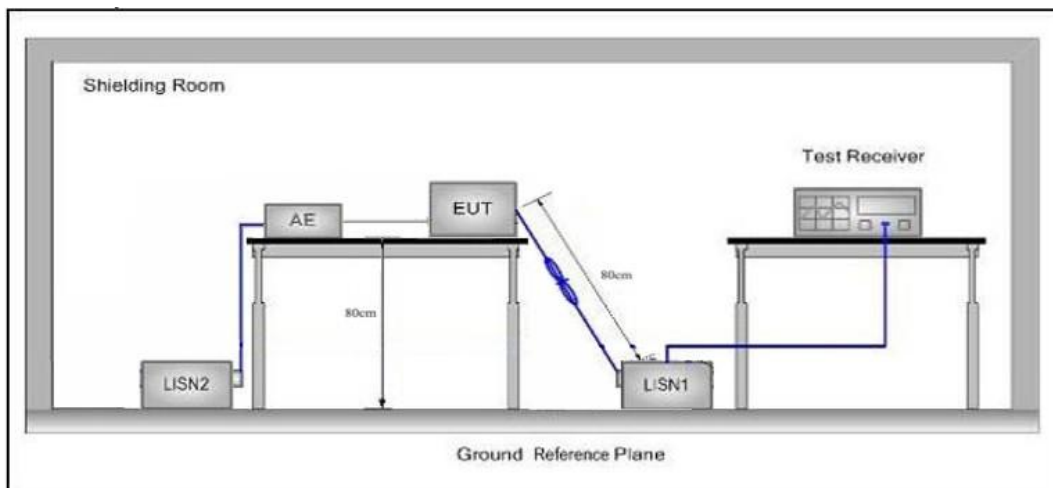 Shielding Room
Test Receiver
EUT
AE
80cm
80cm
LISN2
LISN1
Ground Reference Plane